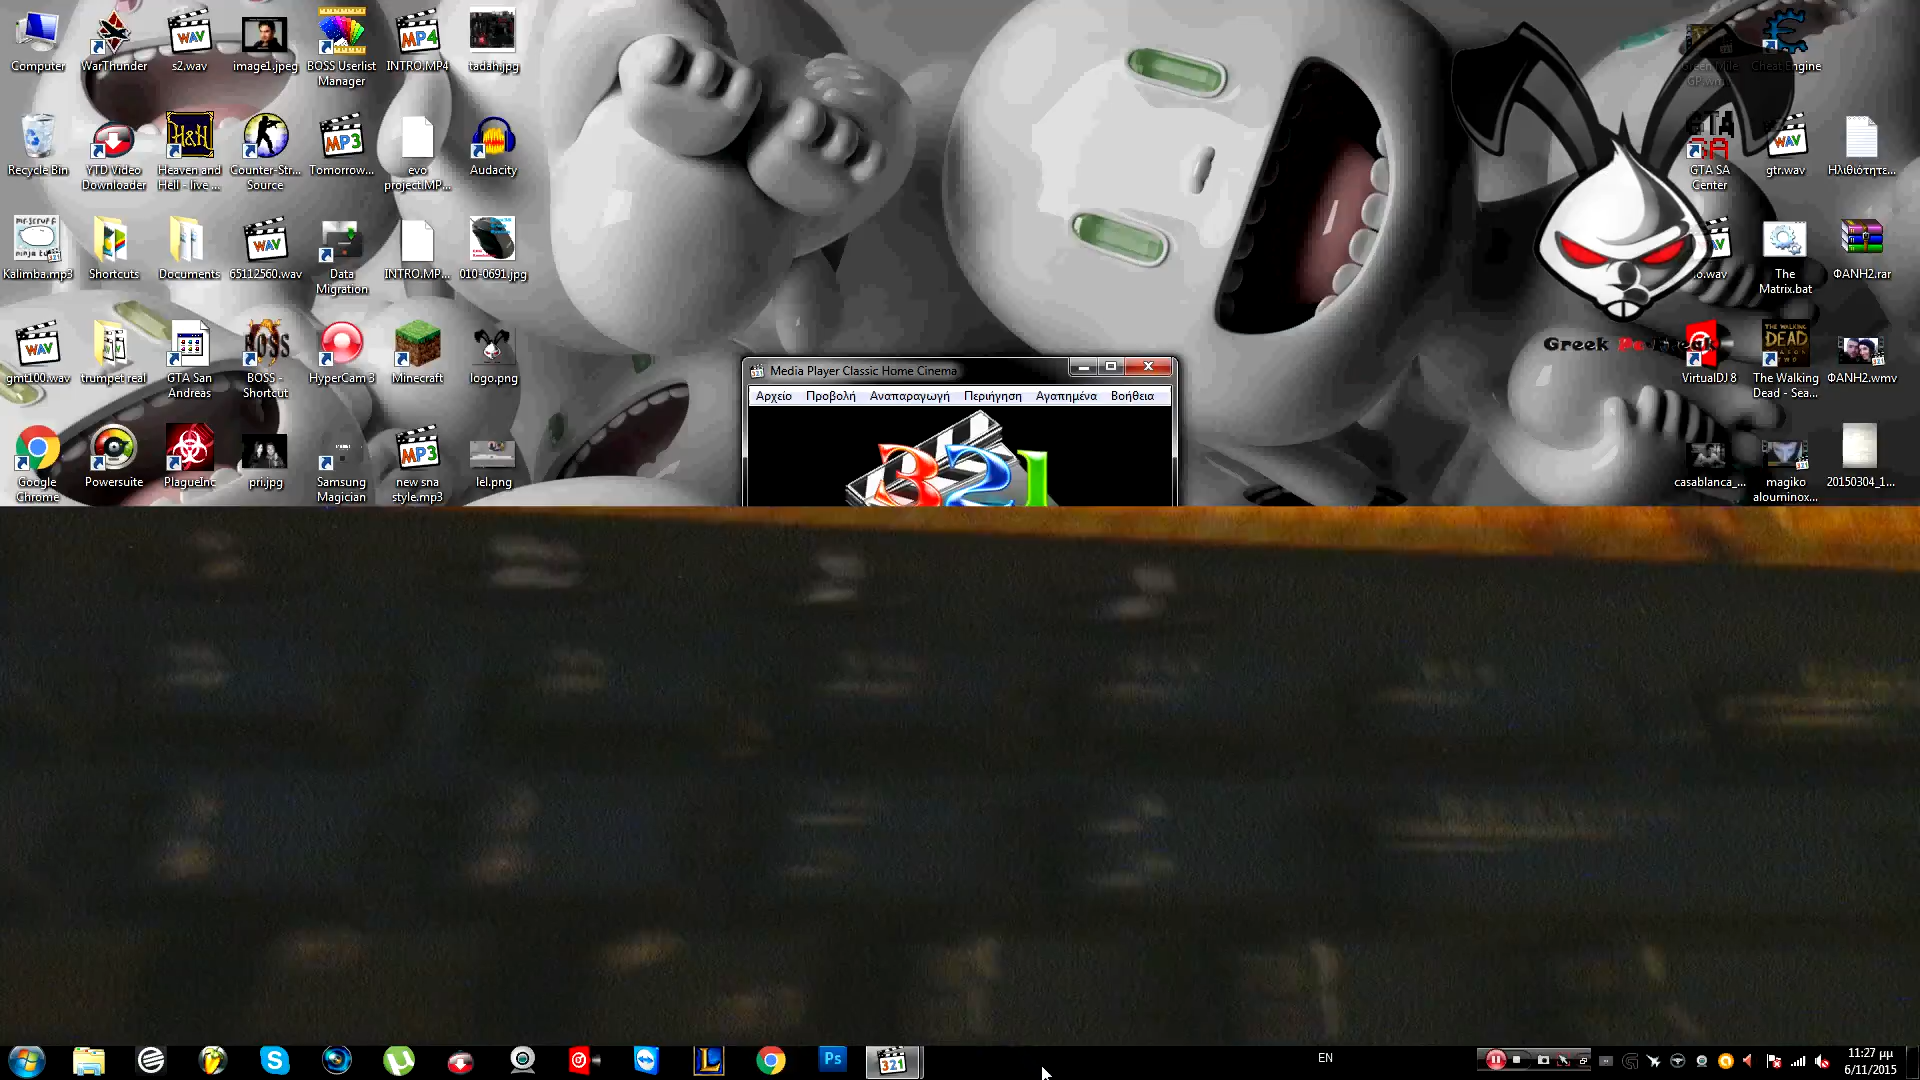 Computer
WarThunder
s2.wav
image1.jpeg
BOSS Userlist
Manager
INTRO.MP4
tadah.jpg
Cheat Engine
Recycle Bin
YTD Video
Downloader
Heaven and
Hell - live ...
Counter-Str...
Source
Tomorrow...
evo
project.MP...
Audacity
GTA SA
Center
gtr.wav
Ηλιθιότητε...
Kalimba.mp3
Shortcuts
Documents
65112560.wav
Data
Migration
INTRO.MP...
010-0691.jpg
The
Matrix.bat
ΦΑΝΗ2.rar
gmt100.wav
trumpet real
GTA San
Andreas
BOSS -
Shortcut
HyperCam 3
Minecraft
logo.png
Greek
VirtualDJ 8
The Walking
Dead - Sea...
ΦΑΝΗ2.wmv
Media Player Classic Home Cinema
Αρχείο Προβολή Αναπαραγωγή Περιήγηση Αγαπημένα Βοήθεια
321
Google
Chrome
Powersuite
PlagueInc
pri.jpg
Samsung
Magician
new sna
style.mp3
lel.png
casablanca_...
magiko
alouminox...
20150304_1...
EN
11:27 μμ
6/11/2015